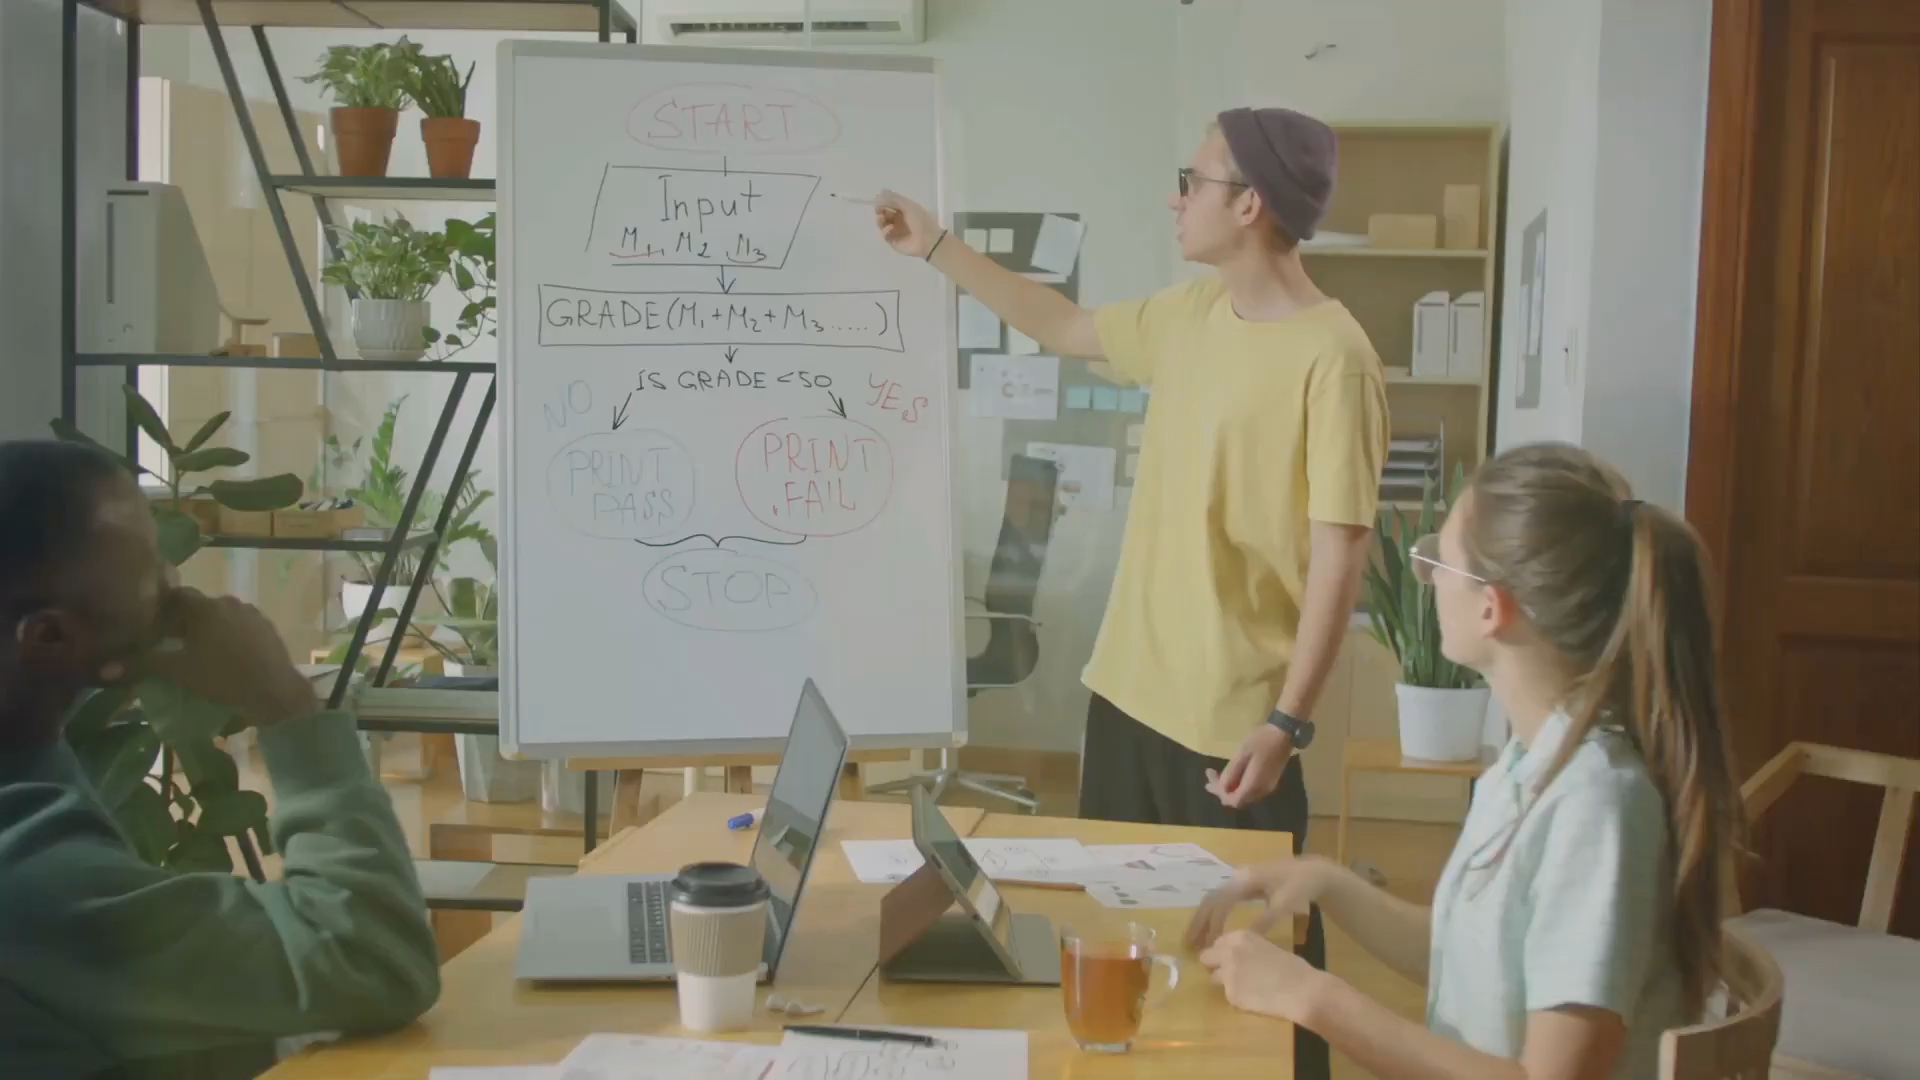 START
Input
M1, M2, M3
GRADE(M1+M2+M3.....)
IS GRADE <50
NO
YES
PRINT
PASS
PRINT
FAIL
STOP